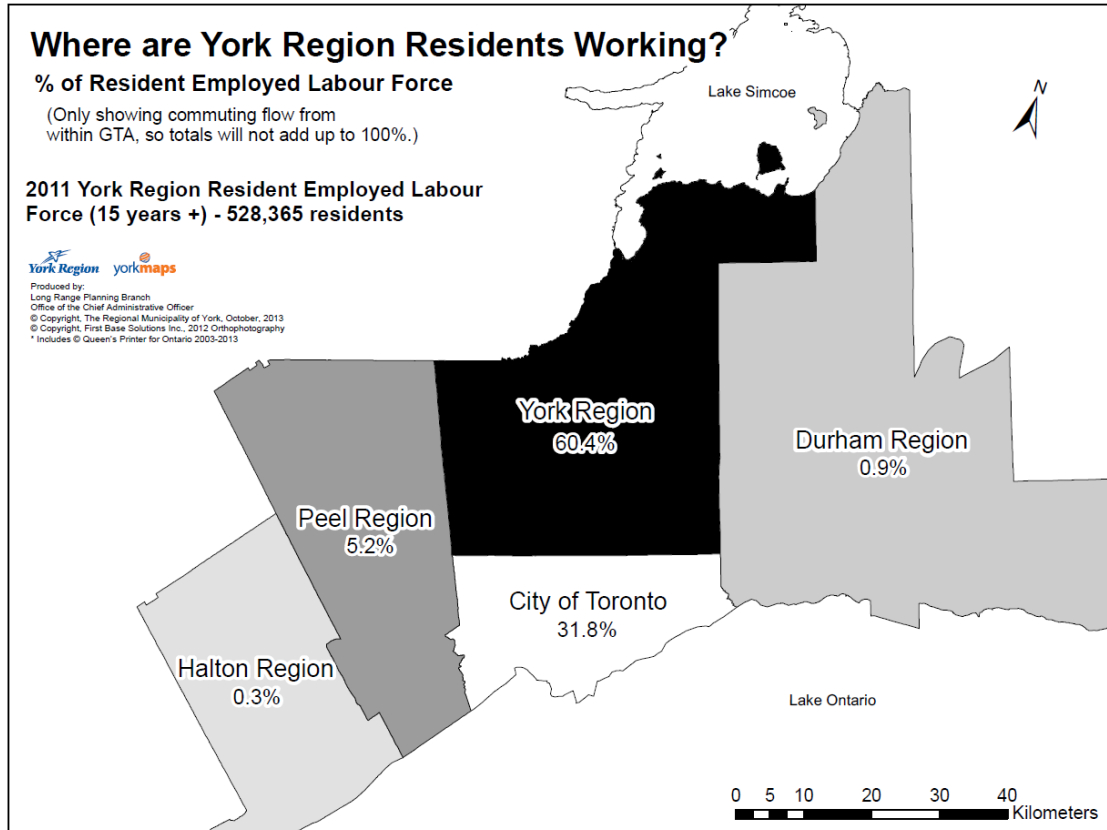 Where are York Region Residents Working?
% of Resident Employed Labour Force
(Only showing commuting flow from
within GTA, so totals will not add up to 100%.)
2011 York Region Resident Employed Labour
Force (15 years +) - 528,365 residents
York Region yorkmaps
Produced by:
Long Range Planning Branch
Office of the Chief Administrative Officer
© Copyright, The Regional Municipality of York, October, 2013
© Copyright, First Base Solutions Inc., 2012 Orthophotography
* Includes © Queen's Printer for Ontario 2003-2013
Lake Simcoe
N
York Region
60.4%
Durham Region
0.9%
Peel Region
5.2%
City of Toronto
31.8%
Halton Region
0.3%
Lake Ontario
0 5 10 20 30 40
Kilometers